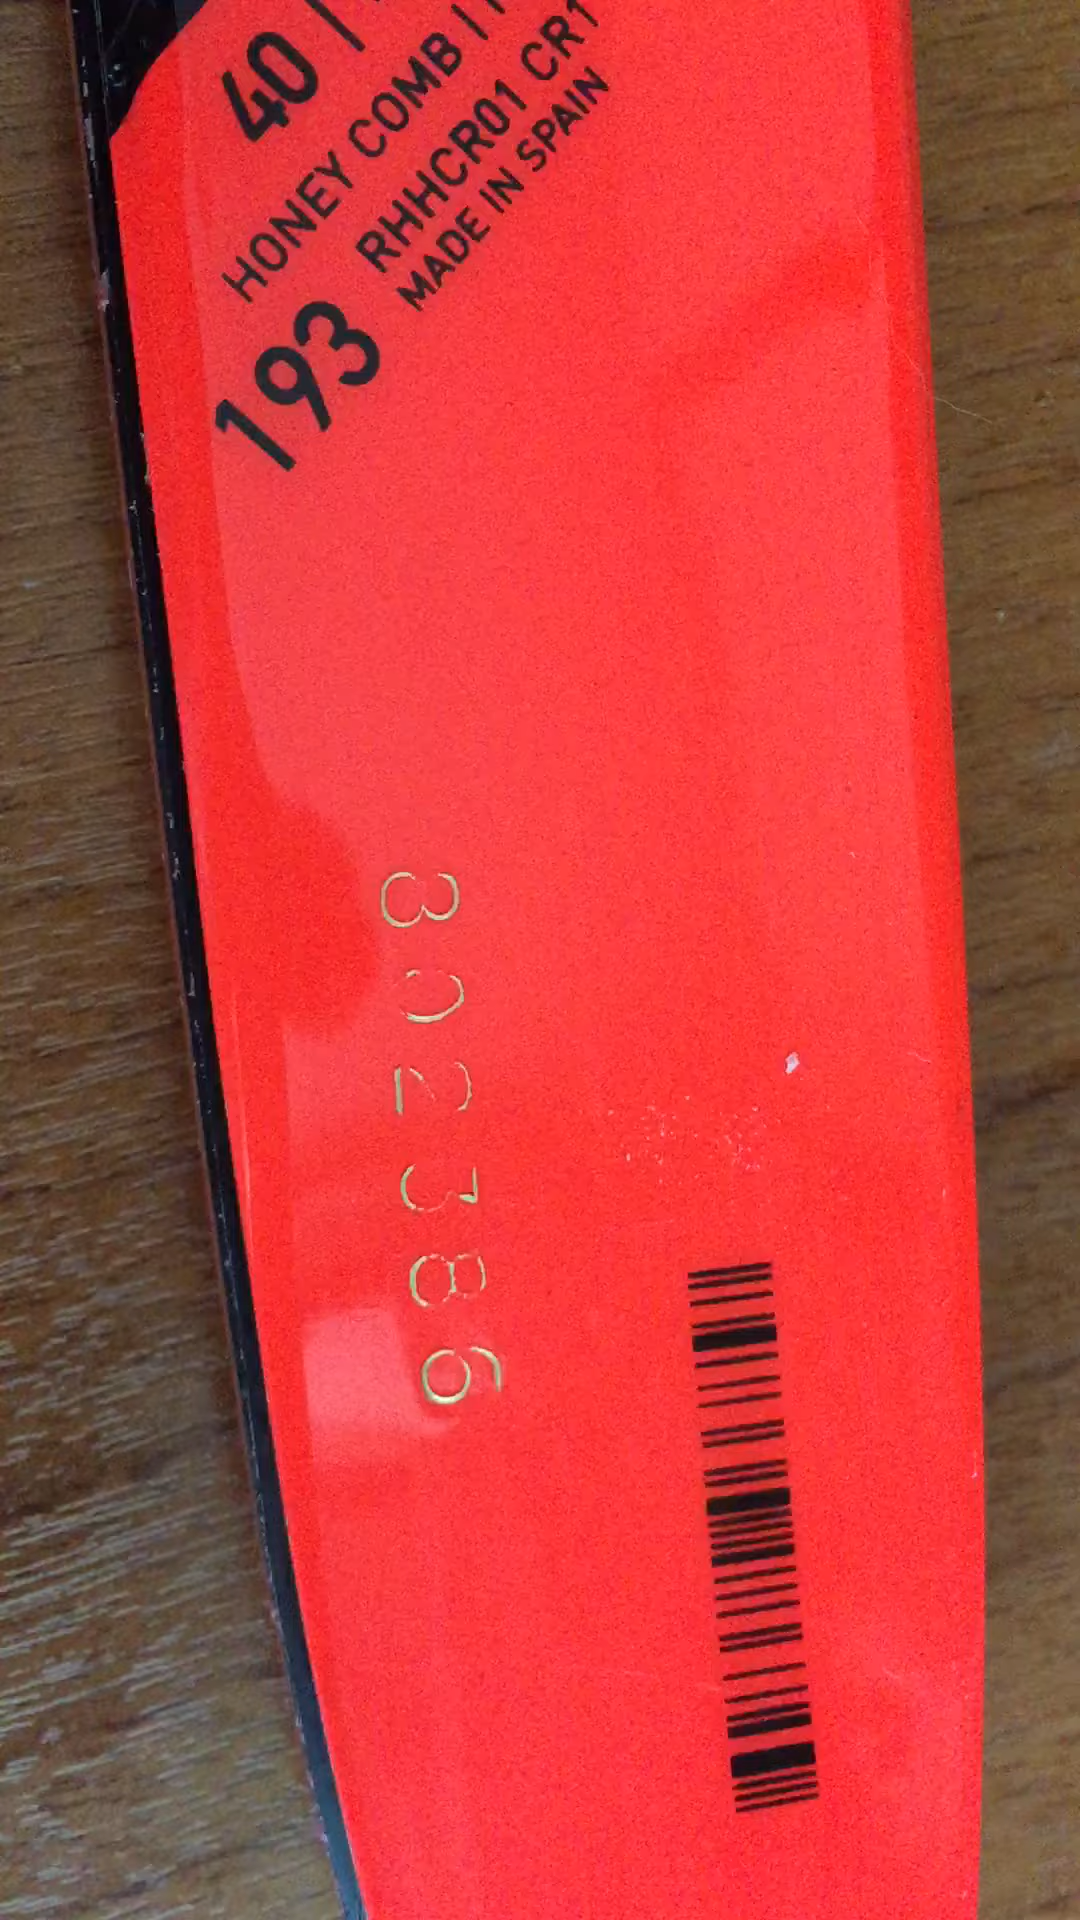 40 |
HONEY COMB |
RHHCR01 CR1
MADE IN SPAIN
193
302386